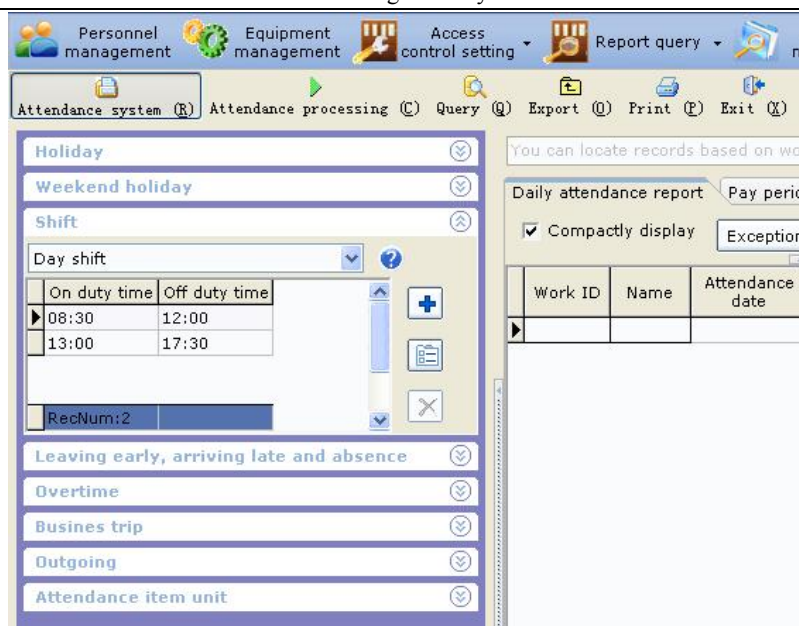 Personnel management Equipment management Access control setting Report query
Attendance system (R) Attendance processing (C) Query (Q) Export (O) Print (P) Exit (X)
Holiday
You can locate records based on
Weekend holiday
Daily attendance report Pay
Shift
Compactly display Exception
Day shift
On duty time Off duty time
Work ID Name Attendance date
08:30 12:00
13:00 17:30
RecNum:2
Leaving early, arriving late and absence
Overtime
Busines trip
Outgoing
Attendance item unit